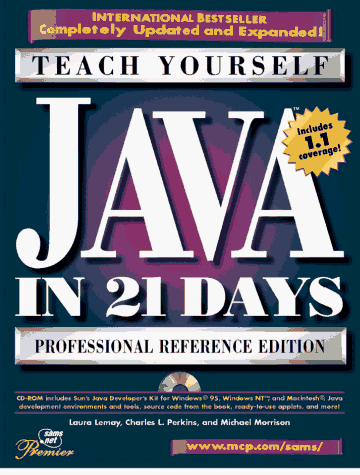 INTERNATIONAL BESTSELLER
Completely Updated and Expanded!
TEACH YOURSELF
JAVA™
Includes
1.1
coverage!
IN 21 DAYS
PROFESSIONAL REFERENCE EDITION
CD-ROM includes Sun's Java Developer's Kit for Windows® 95, Windows NT™, and Macintosh® Java
development environments and tools, source code from the book, ready-to-use applets, and more!
Laura Lemay, Charles L. Perkins, and Michael Morrison
sams
.net
Premier
www.mcp.com/sams/